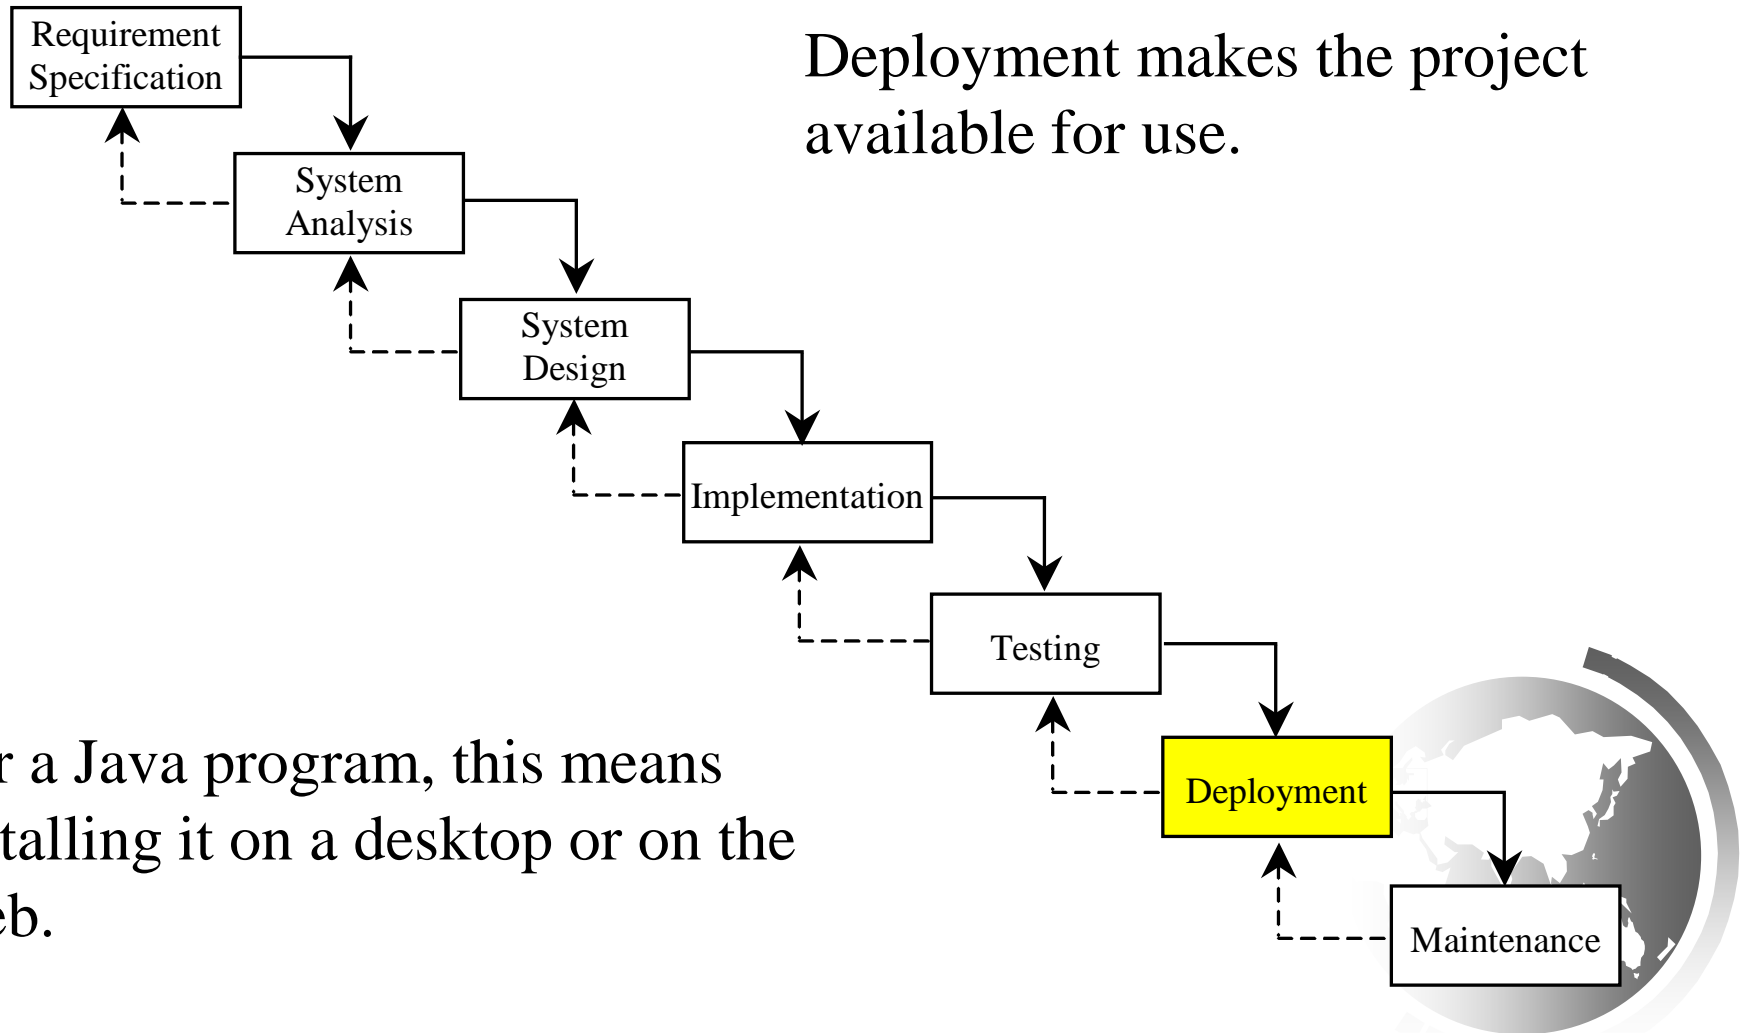 Requirement
Specification
Deployment makes the project
available for use.
System
Analysis
System
Design
Implementation
Testing
r a Java program, this means
talling it on a desktop or on the
eb.
Deployment
Maintenance